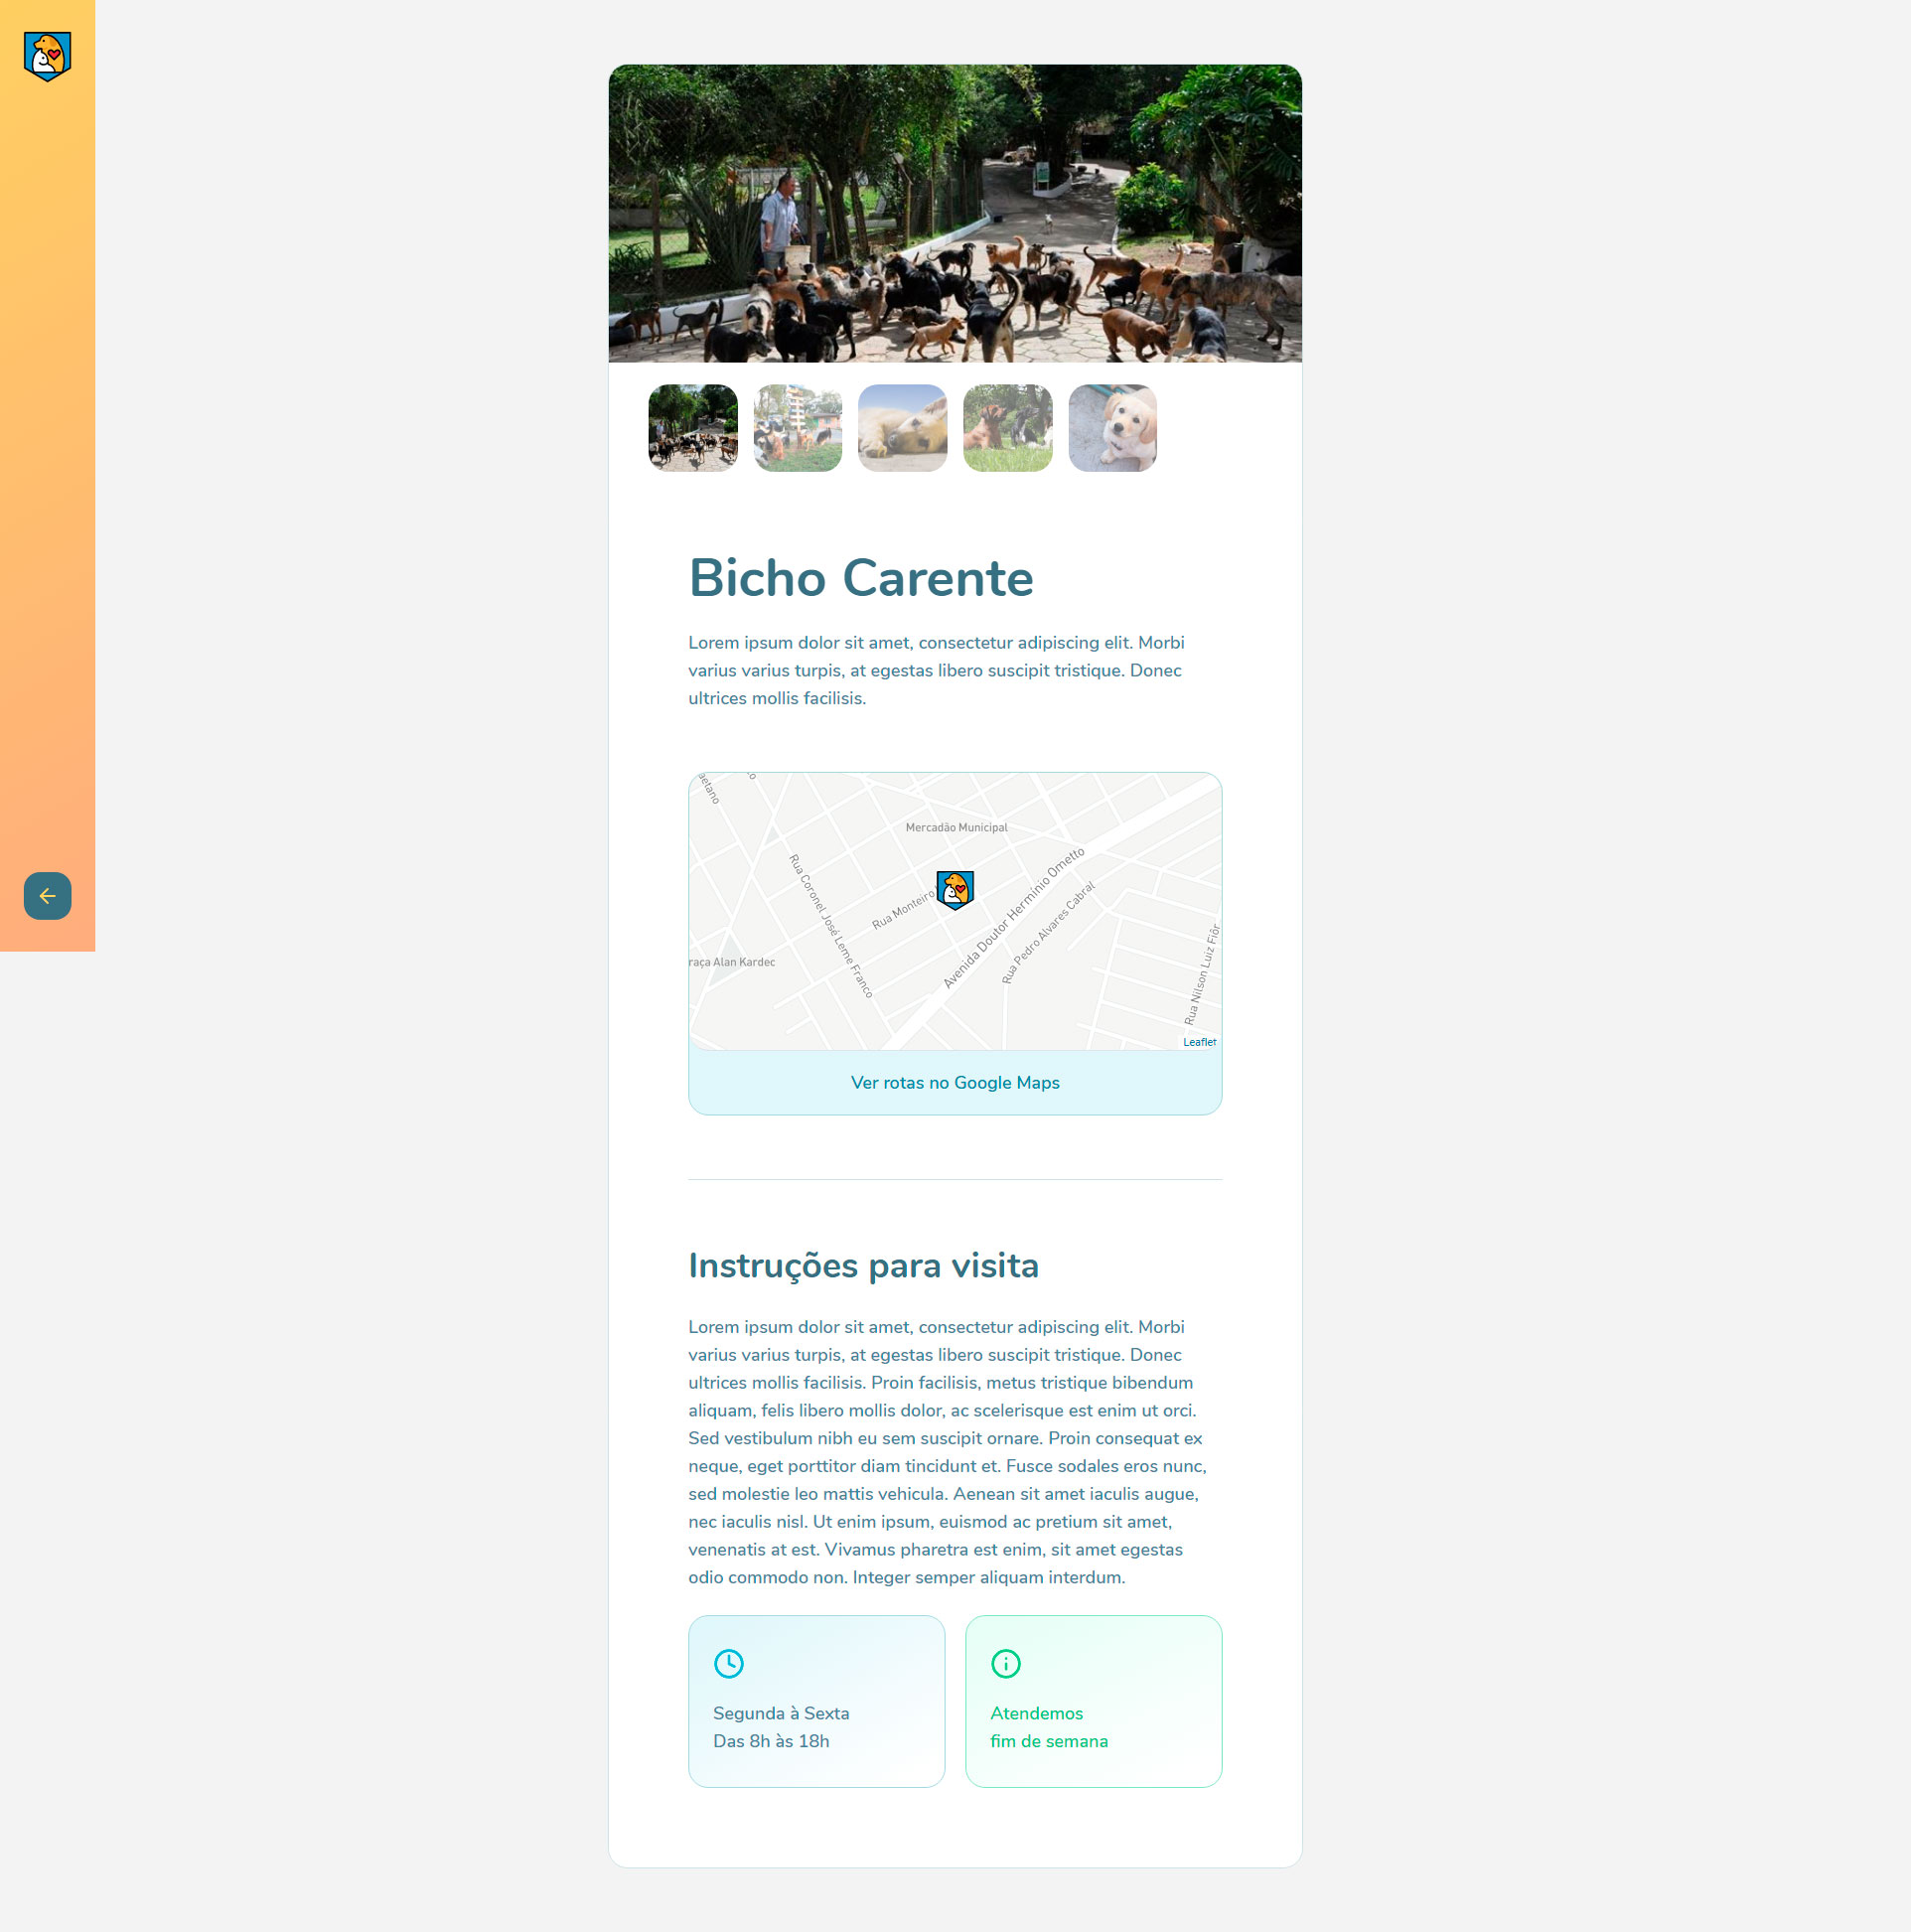 Bicho Carente
Lorem ipsum dolor sit amet, consectetur adipiscing elit. Morbi
varius varius turpis, at egestas libero suscipit tristique. Donec
ultrices mollis facilisis.
aetano
Mercadão Municipal
Rua Coronel José Leme Franco
Rua Monteiro
Avenida Doutor Hermínio Ometto
Rua Pedro Alvares Cabral
raça Alan Kardec
Rua Nilson Luiz Fiór
Leaflet
Ver rotas no Google Maps
Instruções para visita
Lorem ipsum dolor sit amet, consectetur adipiscing elit. Morbi
varius varius turpis, at egestas libero suscipit tristique. Donec
ultrices mollis facilisis. Proin facilisis, metus tristique bibendum
aliquam, felis libero mollis dolor, ac scelerisque est enim ut orci.
Sed vestibulum nibh eu sem suscipit ornare. Proin consequat ex
neque, eget porttitor diam tincidunt et. Fusce sodales eros nunc,
sed molestie leo mattis vehicula. Aenean sit amet iaculis augue,
nec iaculis nisl. Ut enim ipsum, euismod ac pretium sit amet,
venenatis at est. Vivamus pharetra est enim, sit amet egestas
odio commodo non. Integer semper aliquam interdum.
Segunda à Sexta
Das 8h às 18h
Atendemos
fim de semana